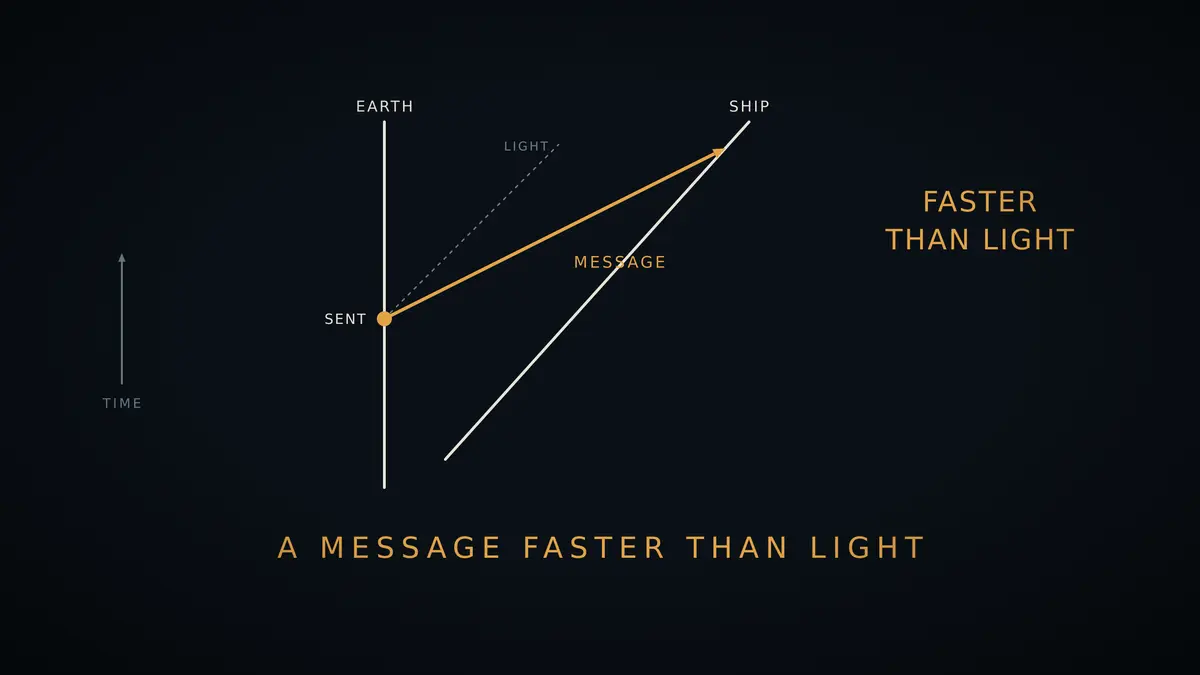 EARTH
SHIP
LIGHT
FASTER
THAN LIGHT
MESSAGE
SENT
TIME
A MESSAGE FASTER THAN LIGHT